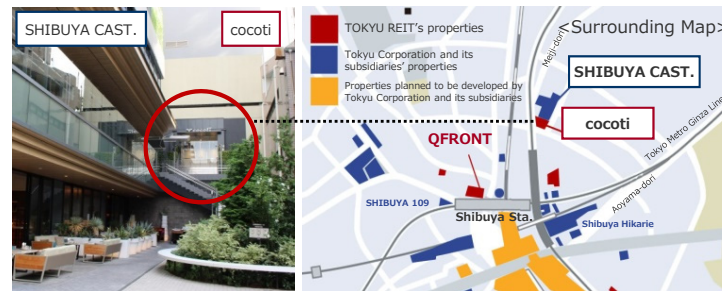 SHIBUYA CAST.
cocoti
TOKYU REIT's properties
Tokyu Corporation and its
subsidiaries' properties
Properties planned to be developed by
Tokyu Corporation and its subsidiaries
<Surrounding Map>
Meiji-dori
SHIBUYA CAST.
cocoti
Tokyo Metro Ginza Line
QFRONT
Aoyama-dori
SHIBUYA 109
Shibuya Sta.
Shibuya Hikarie